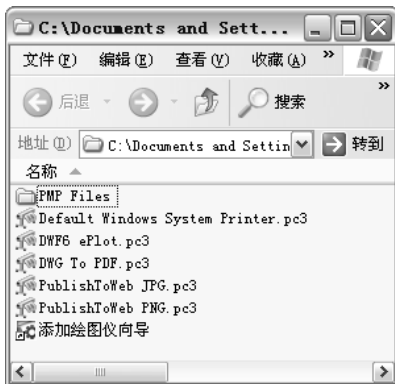 C:\Documents and Sett...
文件(F) 编辑(E) 查看(V) 收藏(A) »
后退 搜索 »
地址(D) C:\Documents and Settin 转到
名称
PMP Files
Default Windows System Printer.pc3
DWF6 ePlot.pc3
DWG To PDF.pc3
PublishToWeb JPG.pc3
PublishToWeb PNG.pc3
添加绘图仪向导